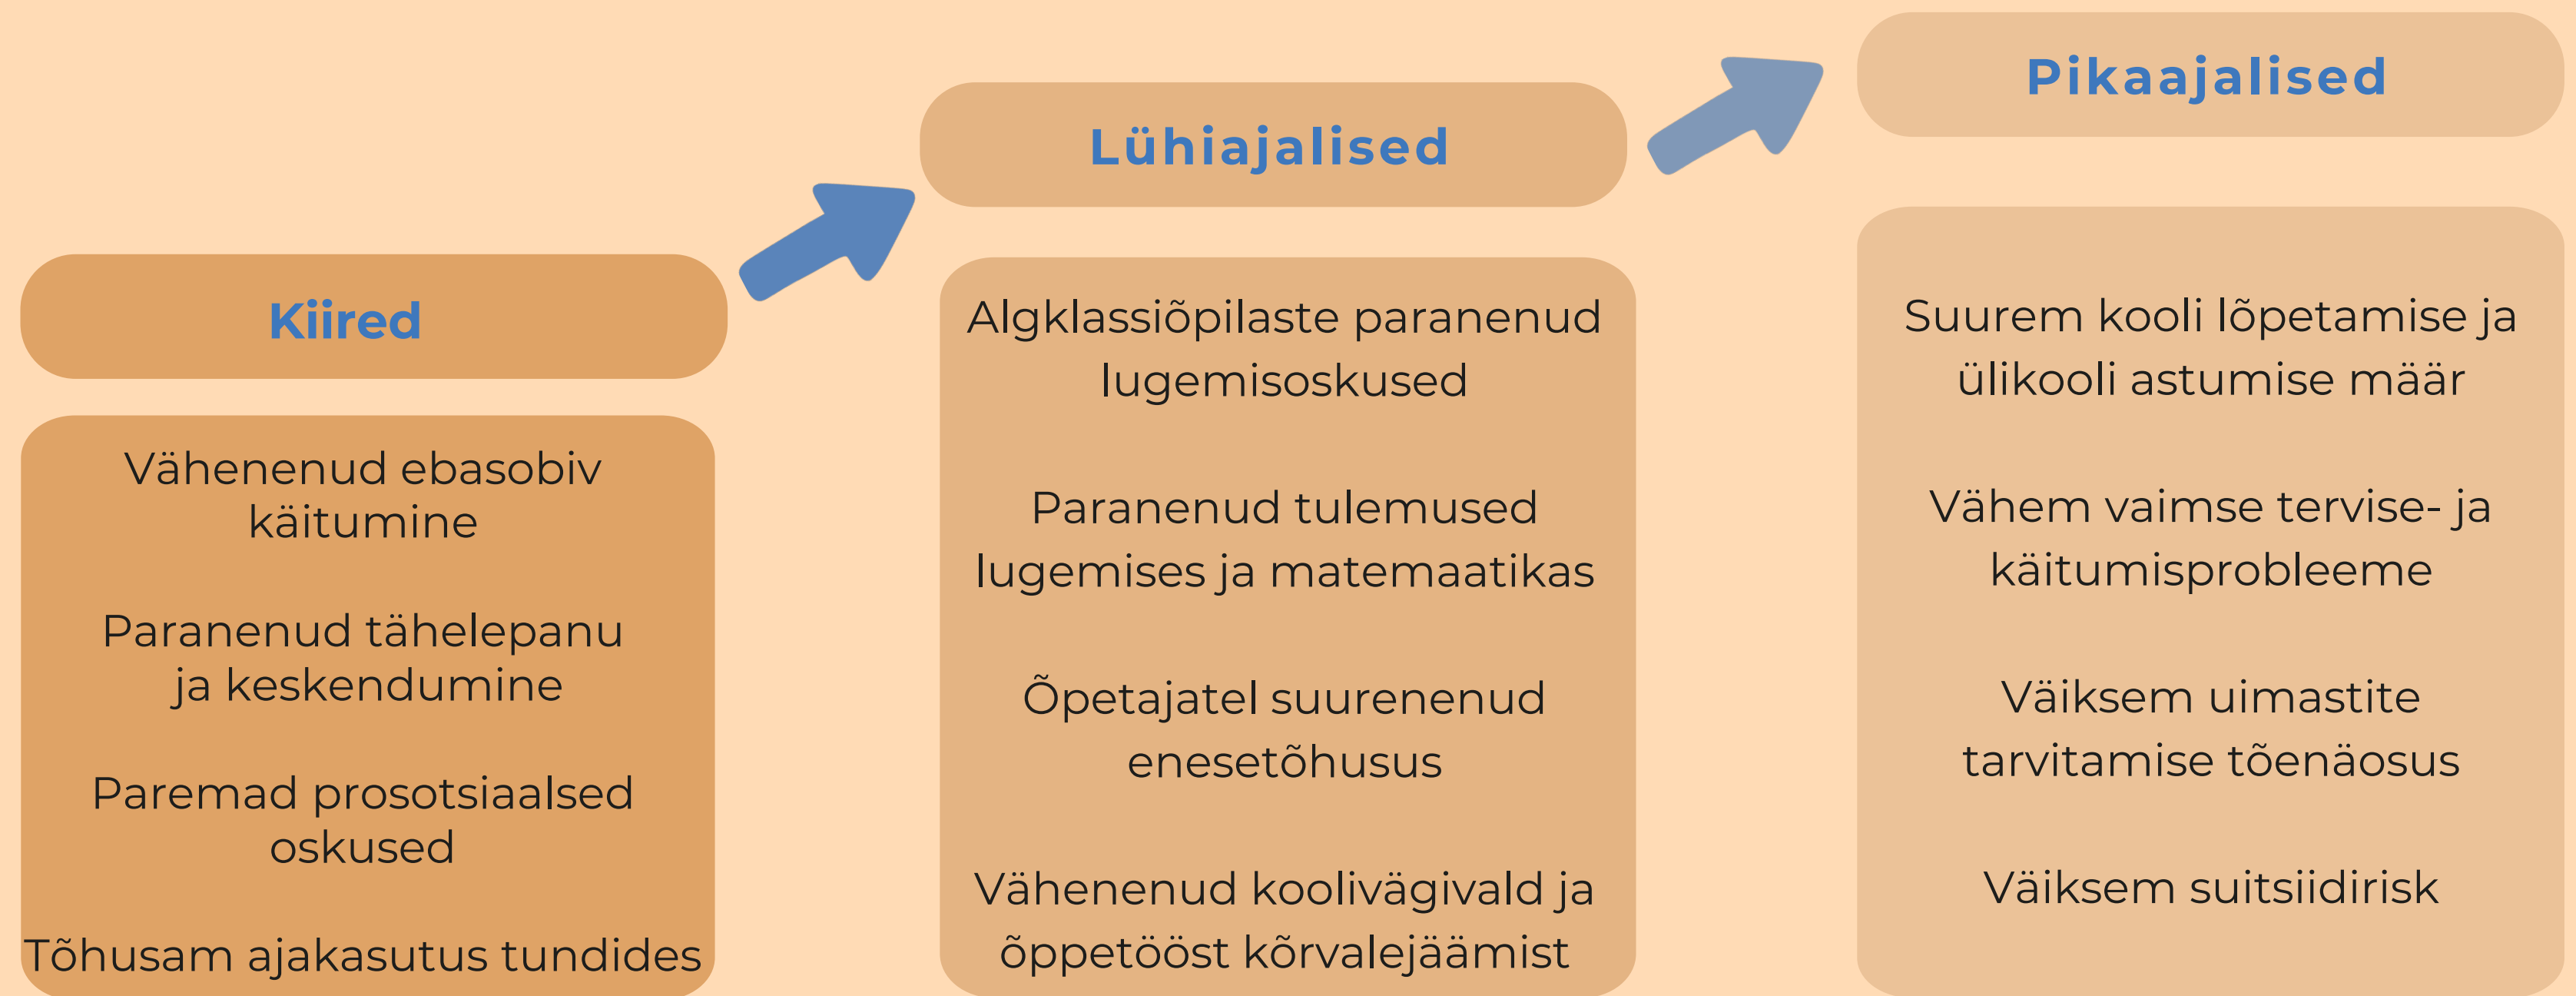 Kiired
Vähenenud ebasobiv
käitumine
Paranenud tähelepanu
ja keskendumine
Paremad prosotsiaalsed
oskused
Tõhusam ajakasutus tundides
Lühiajalised
Algklassiõpilaste paranenud
lugemisoskused
Paranenud tulemused
lugemises ja matemaatikas
Õpetajatel suurenenud
enesetõhusus
Vähenenud koolivägivald ja
õppetööst kõrvalejäämist
Pikaajalised
Suurem kooli lõpetamise ja
ülikooli astumise määr
Vähem vaimse tervise- ja
käitumisprobleeme
Väiksem uimastite
tarvitamise tõenäosus
Väiksem suitsiidirisk